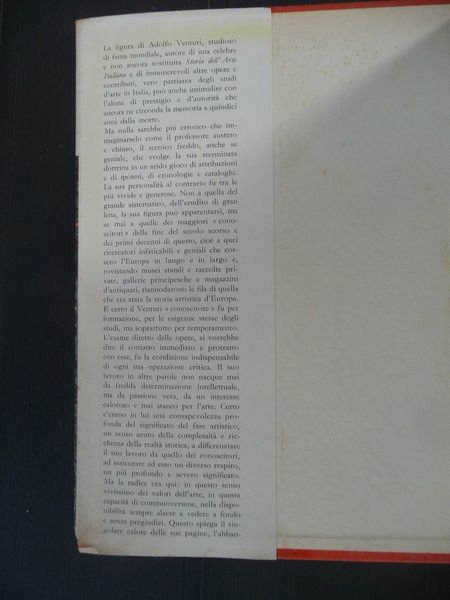 La figura di Adolfo Venturi, studioso
di fama mondiale, autore di una celebre
e non ancora sostituita Storia dell' Arte
Italiana e di innumerevoli altre opere e
contributi, vero patriarca degli studi
d'arte in Italia, può anche intimidire con
l'alone di prestigio e d'autorità che
ancora ne circonda la memoria a quindici
anni dalla morte.
Ma nulla sarebbe più erroneo che im-
maginarselo come il professore austero
e chiuso, il tecnico freddo, anche se
geniale, che svolge la sua sterminata
dottrina in un arido gioco di attribuzioni
e di ipotesi, di cronologie e cataloghi.
La sua personalità al contrario fu tra le
più vivide e generose. Non a quella del
grande sistematico, dell'erudito di gran
lena, la sua figura può apparentarsi, ma
se mai a quelle dei maggiori « cono-
scitori » della fine del secolo scorso e
dei primi decenni di questo, cioè a quei
ricercatori infaticabili e geniali che cor-
sero l'Europa in lungo e in largo e,
rovistando musei statali e raccolte pri-
vate, gallerie principesche e magazzini
d'antiquari, riannodarono le fila di quella
che era stata la storia artistica d'Europa.
E certo il Venturi « conoscitore » fu per
formazione, per le esigenze stesse degli
studi, ma soprattutto per temperamento.
L'esame diretto delle opere, si vorrebbe
dire il contatto immediato e protratto
con esse, fu la condizione indispensabile
di ogni sua operazione critica. Il suo
lavoro in altre parole non nacque mai
da fredda determinazione intellettuale,
ma da passione vera, da un interesse
caloroso e mai stanco per l'arte. Certo
c'erano in lui una consapevolezza pro-
fonda del significato del fare artistico,
un senso acuto della complessità e ric-
chezza della realtà storica, a differenziare
il suo lavoro da quello dei conoscitori,
ad assicurare ad esso un diverso respiro,
un più profondo e severo significato.
Ma la radice era qui: in questo senso
vivissimo dei valori dell'arte, in questa
capacità di commuoversene, nella dispo-
nibilità sempre alacre a vedere a fondo
e senza pregiudizi. Questo spiega il sin-
golare calore delle sue pagine, l'abban-